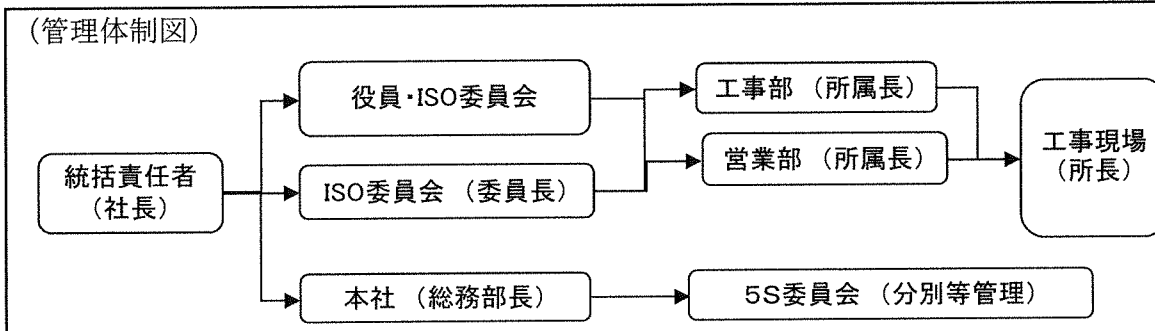 (管理体制図)
役員・ISO委員会
工事部 (所属長)
統括責任者
(社長)
ISO委員会 (委員長)
営業部 (所属長)
工事現場
(所長)
本社 (総務部長)
5S委員会 (分別等管理)